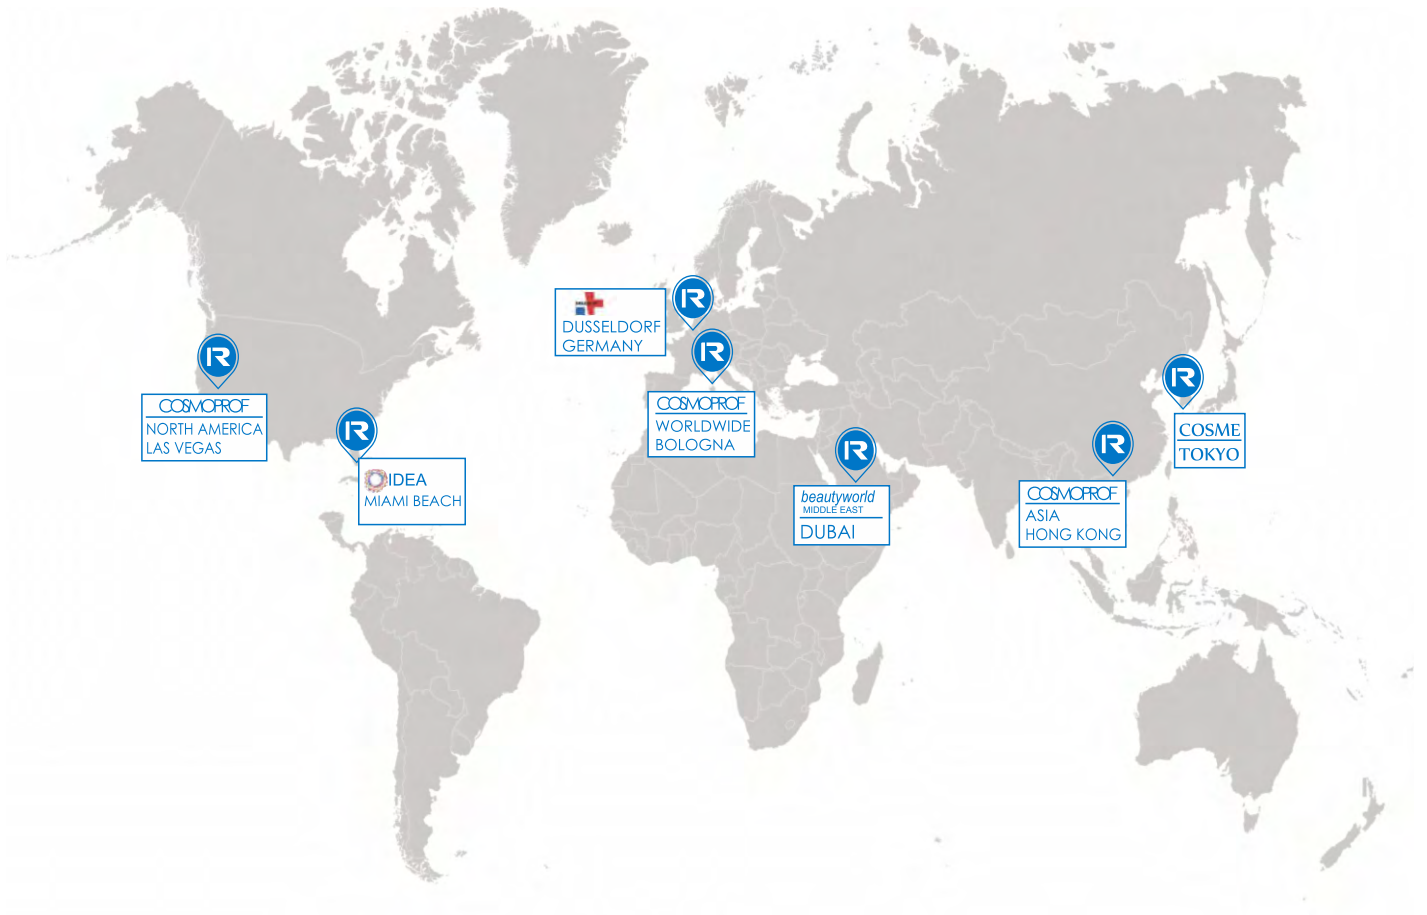 DUSSELDORF
GERMANY
COSMOPROF
NORTH AMERICA
LAS VEGAS
COSMOPROF
WORLDWIDE
BOLOGNA
COSME
TOKYO
IDEA
MIAMI BEACH
beautyworld
MIDDLE EAST
DUBAI
COSMOPROF
ASIA
HONG KONG
R
R
R
R
R
R
R